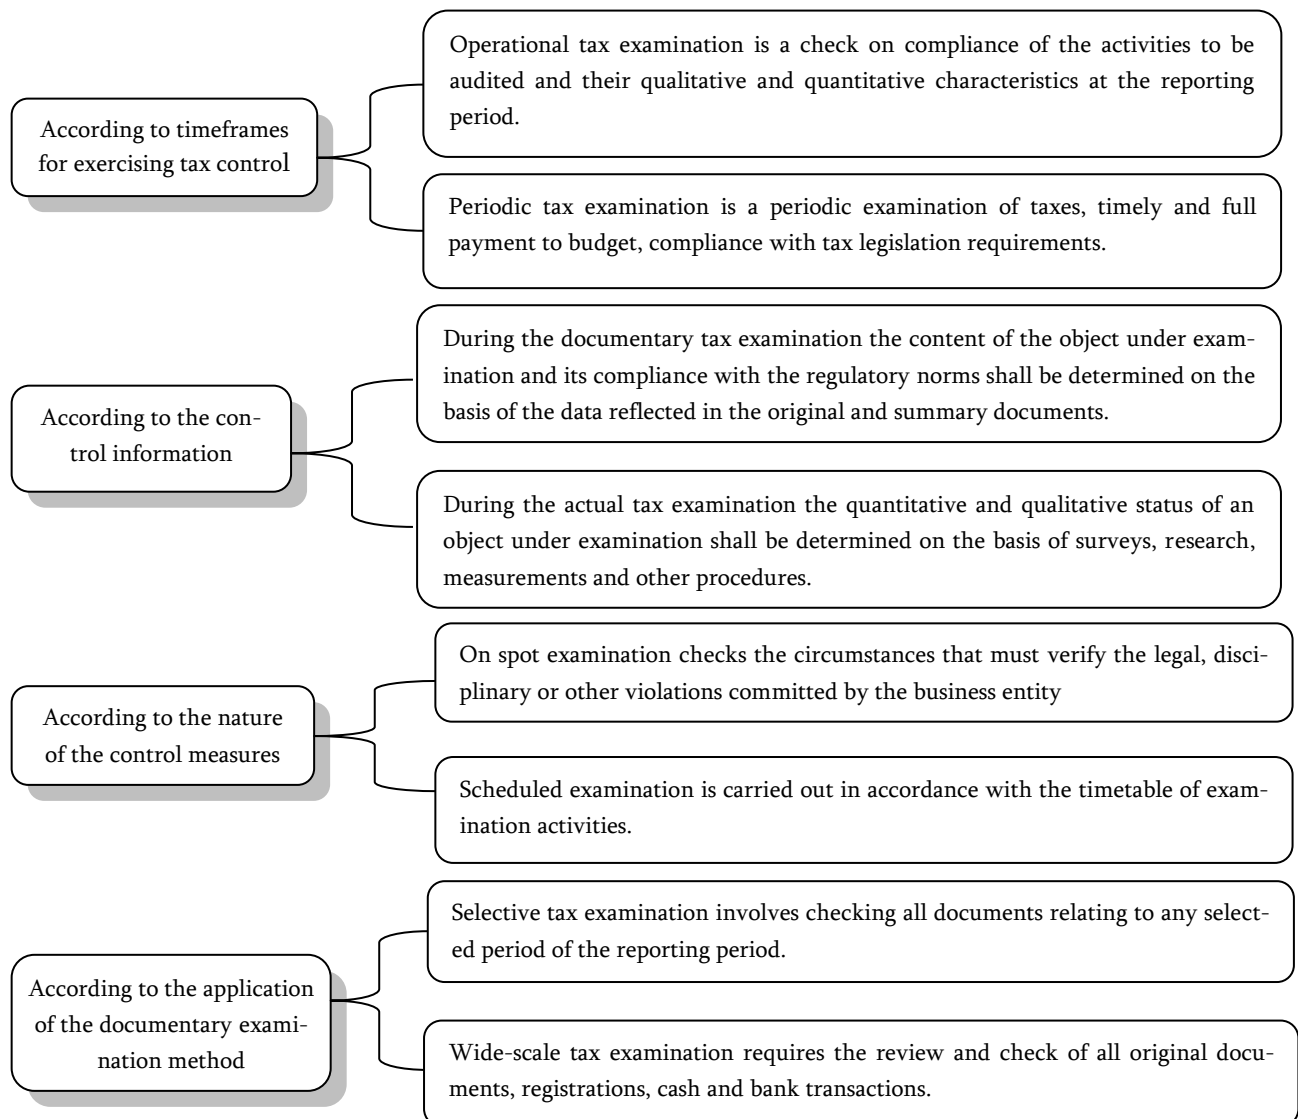 According to timeframes
for exercising tax control
Operational tax examination is a check on compliance of the activities to be
audited and their qualitative and quantitative characteristics at the reporting
period.
Periodic tax examination is a periodic examination of taxes, timely and full
payment to budget, compliance with tax legislation requirements.
According to the con-
trol information
During the documentary tax examination the content of the object under exam-
ination and its compliance with the regulatory norms shall be determined on the
basis of the data reflected in the original and summary documents.
During the actual tax examination the quantitative and qualitative status of an
object under examination shall be determined on the basis of surveys, research,
measurements and other procedures.
According to the nature
of the control measures
On spot examination checks the circumstances that must verify the legal, disci-
plinary or other violations committed by the business entity
Scheduled examination is carried out in accordance with the timetable of exam-
ination activities.
According to the application
of the documentary exami-
nation method
Selective tax examination involves checking all documents relating to any select-
ed period of the reporting period.
Wide-scale tax examination requires the review and check of all original docu-
ments, registrations, cash and bank transactions.